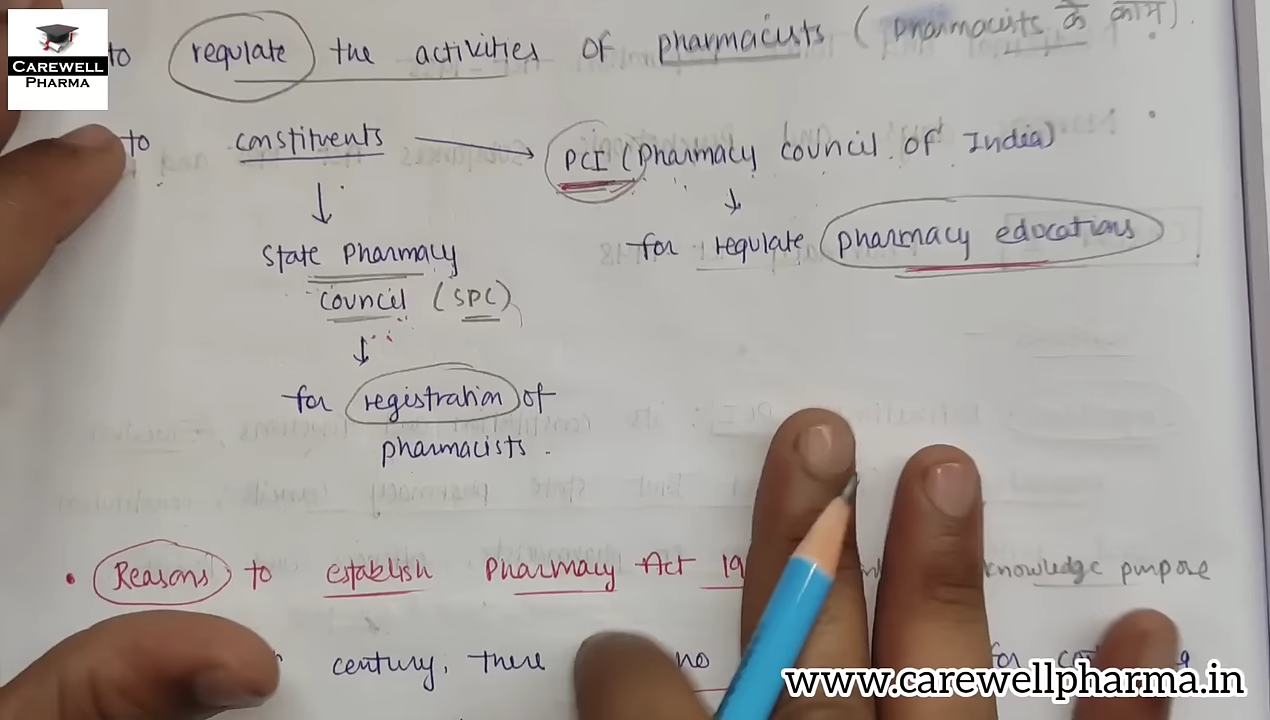 CAREWELL
PHARMA
to regulate the activities of pharmacists ( pharmacists के काम ).
to constituents → PCI ( Pharmacy council of India )
↓ ↓
for regulate pharmacy educations
State Pharmacy
council ( SPC )
↓
for registration of
pharmacists.
• Reasons to establish Pharmacy Act 19 knowledge purpose
century, there no for
www.carewellpharma.in